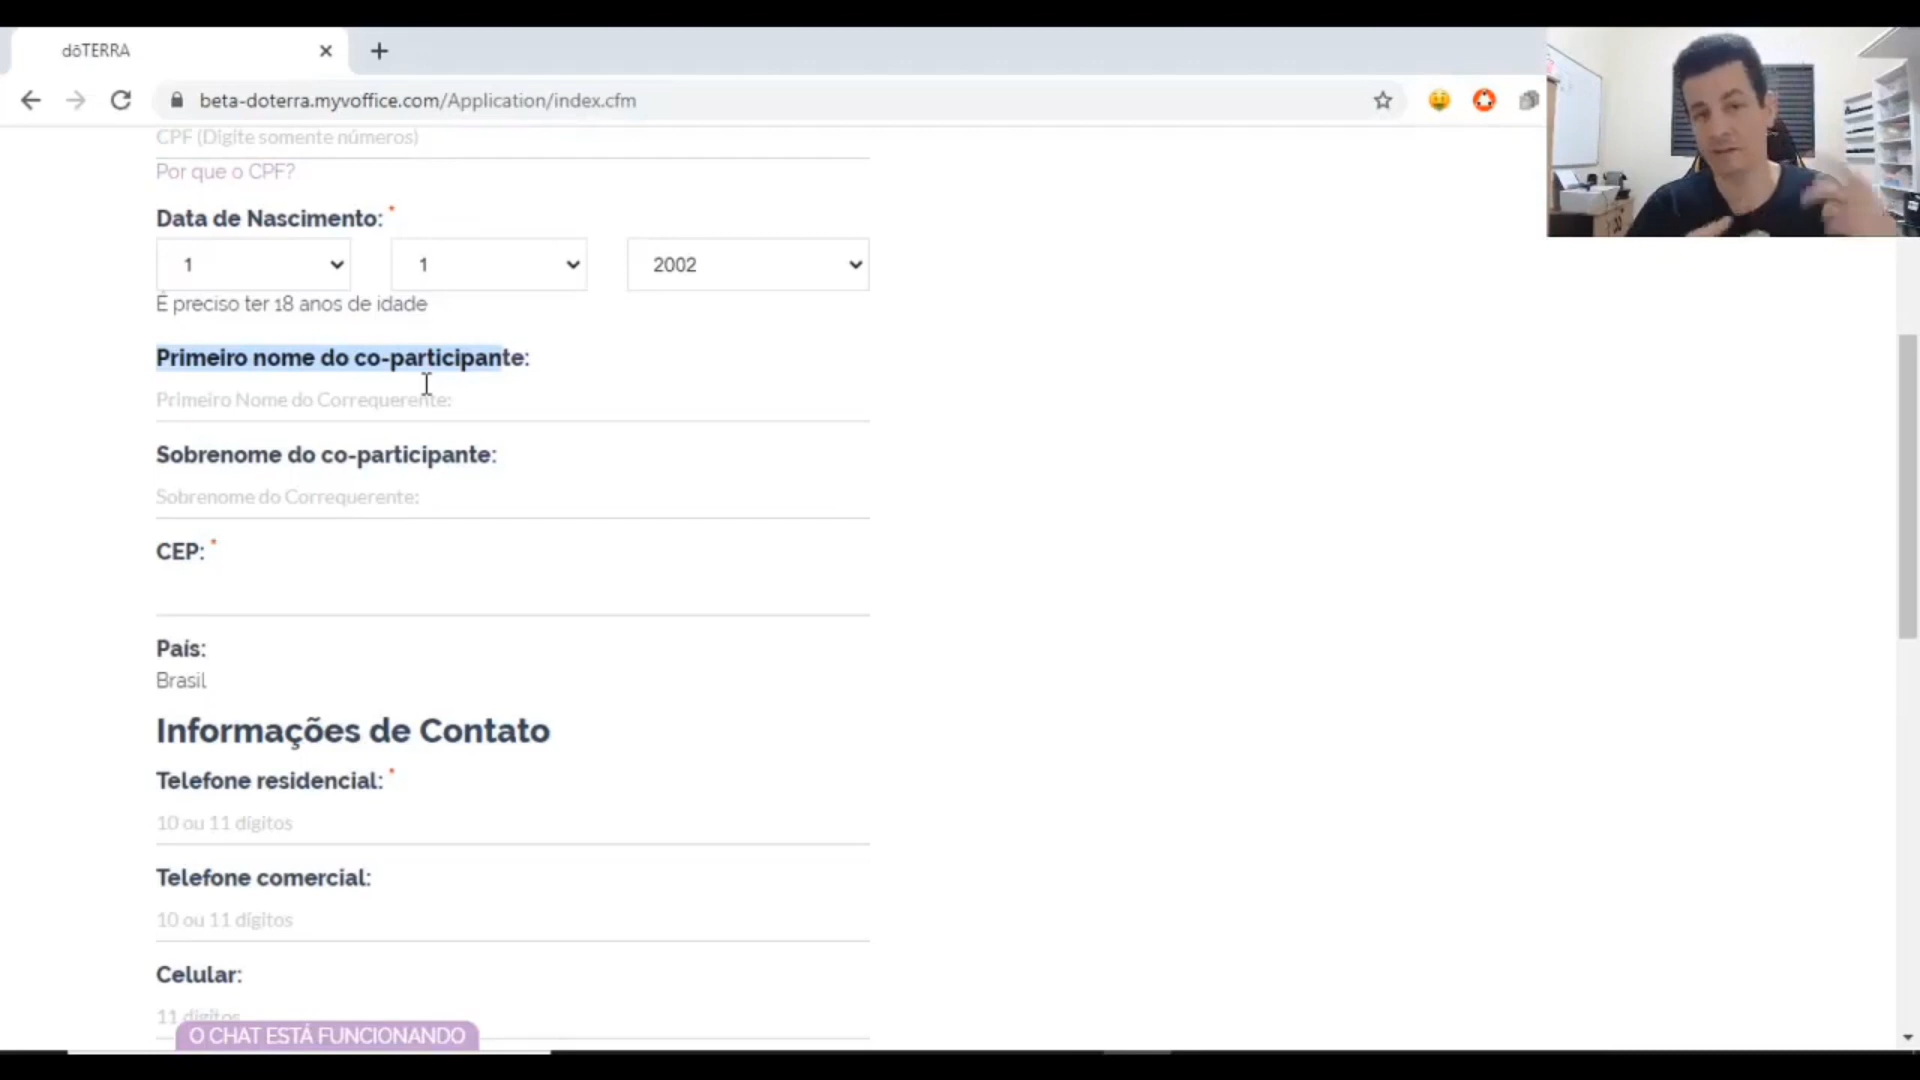 dōTERRA
beta-doterra.myvoffice.com/Application/index.cfm
CPF (Digite somente números)
Por que o CPF?
Data de Nascimento: *
1 1 2002
É preciso ter 18 anos de idade
Primeiro nome do co-participante:
Primeiro Nome do Correquerente:
Sobrenome do co-participante:
Sobrenome do Correquerente:
CEP: *
País:
Brasil
Informações de Contato
Telefone residencial: *
10 ou 11 dígitos
Telefone comercial:
10 ou 11 dígitos
Celular:
11 dígitos
O CHAT ESTÁ FUNCIONANDO